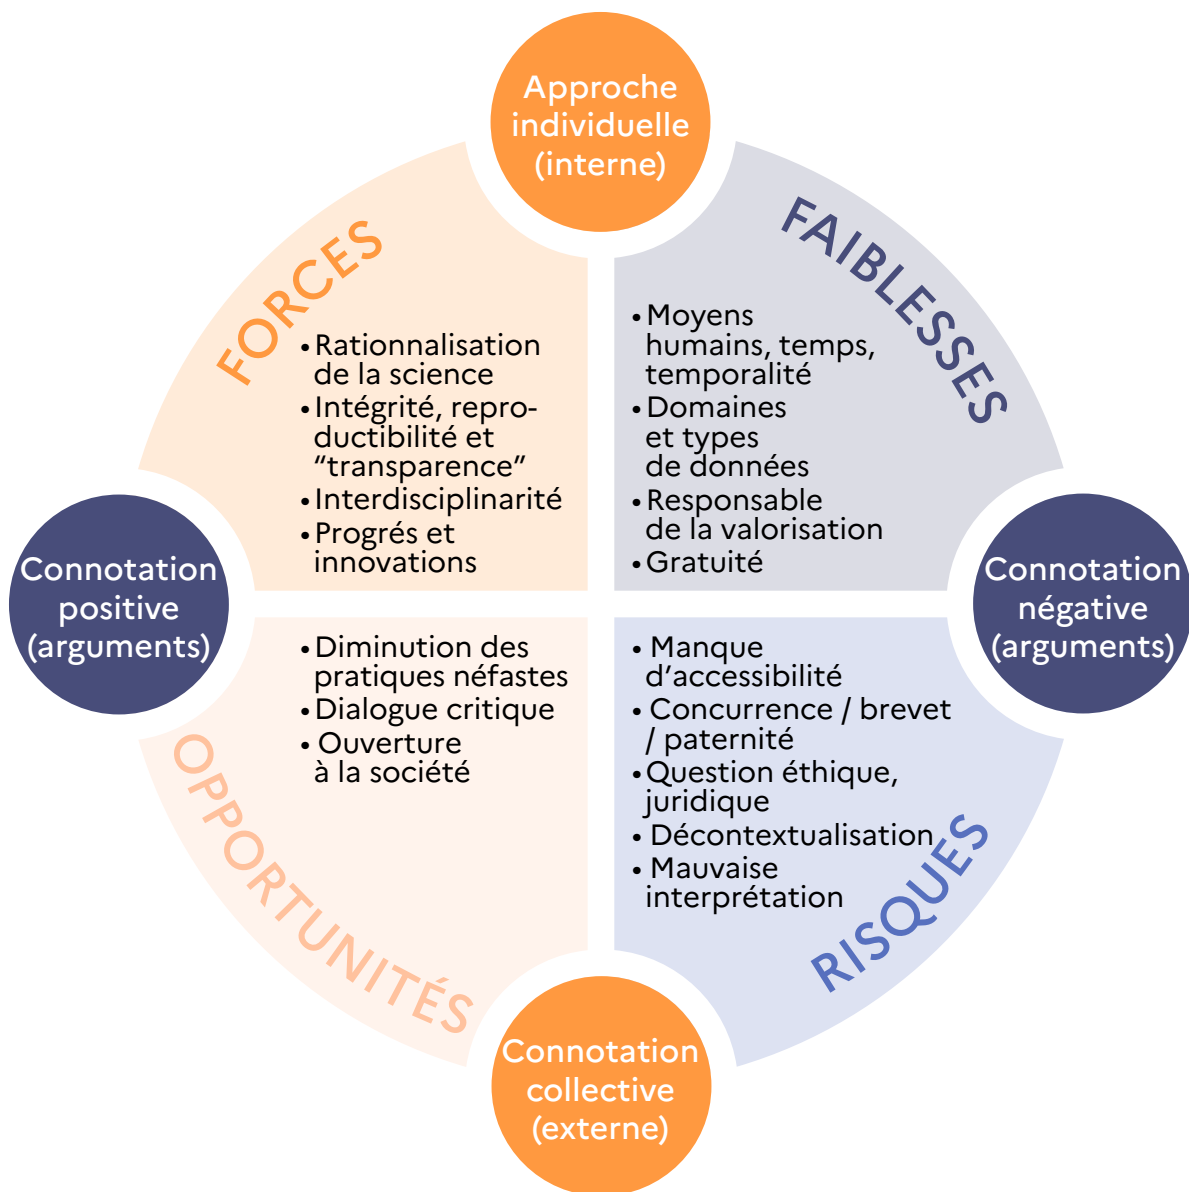 Approche
individuelle
(interne)
FORCES
• Rationnalisation
de la science
• Intégrité, repro-
ductibilité et
“transparence”
• Interdisciplinarité
• Progrés et
innovations
FAIBLESSES
• Moyens
humains, temps,
temporalité
• Domaines
et types
de données
• Responsable
de la valorisation
• Gratuité
Connotation
positive
(arguments)
Connotation
négative
(arguments)
• Diminution des
pratiques néfastes
• Dialogue critique
• Ouverture
à la société
OPPORTUNITÉS
• Manque
d’accessibilité
• Concurrence / brevet
/ paternité
• Question éthique,
juridique
• Décontextualisation
• Mauvaise
interprétation
RISQUES
Connotation
collective
(externe)